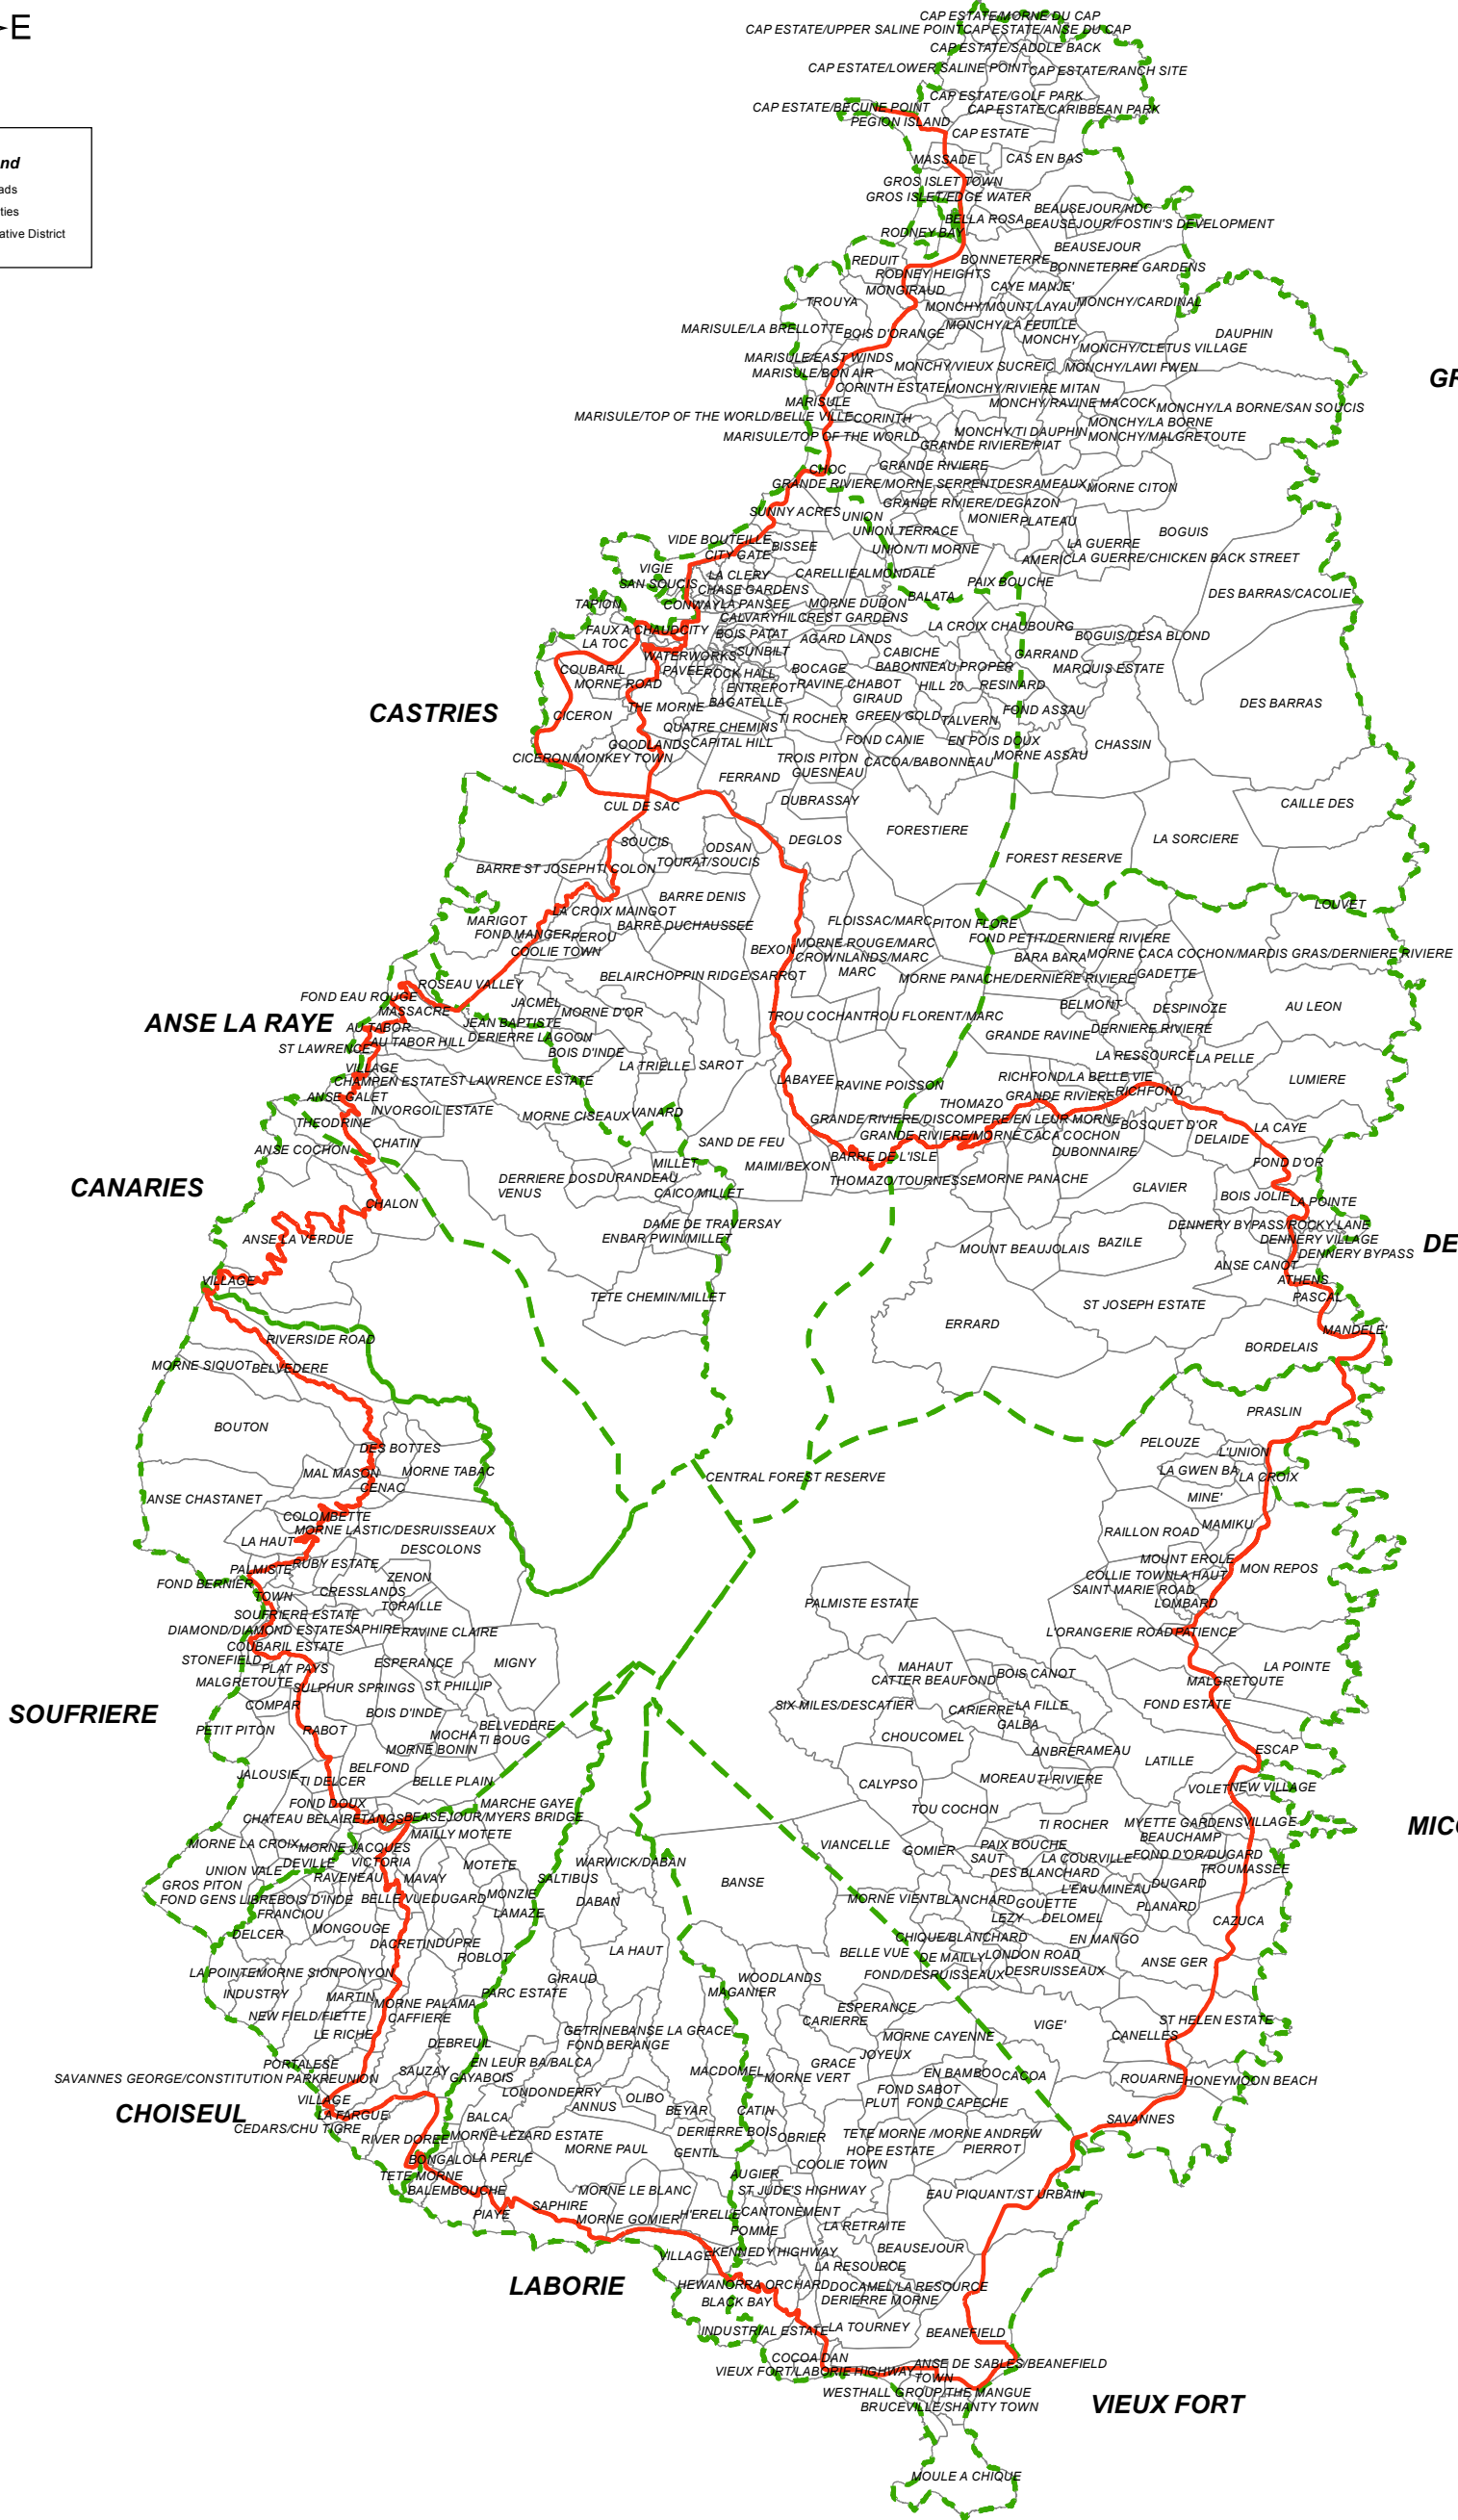 E
CAP ESTATE/MORNE DU CAP
CAP ESTATE/UPPER SALINE POINT
CAP ESTATE/ANSE DU CAP
CAP ESTATE/SADDLE BACK
CAP ESTATE/LOWER SALINE POINT
CAP ESTATE/RANCH SITE
CAP ESTATE/GOLF PARK
CAP ESTATE/BECUNE POINT
CAP ESTATE/CARIBBEAN PARK
PEGION ISLAND
CAP ESTATE
nd
ads
ties
ative District
MASSADE
CAS EN BAS
GROS ISLET TOWN
GROS ISLET/EDGE WATER
BEAUSEJOUR/NDC
BELLA ROSA
BEAUSEJOUR/FOSTIN'S DEVELOPMENT
RODNEY BAY
BEAUSEJOUR
REDUIT
BONNETERRE
BONNETERRE GARDENS
RODNEY HEIGHTS
MONGIRAUD
CAYE MANJE'
TROUYA
MONCHY/MOUNT LAYAU
MONCHY/CARDINAL
MARISULE/LA BRELLOTTE
BOIS D'ORANGE
MONCHY/LA FEUILLE
MONCHY
DAUPHIN
MONCHY/CLETUS VILLAGE
MARISULE/EAST WINDS
MONCHY/VIEUX SUCREIC
MONCHY/LAWI FWEN
MARISULE/BON AIR
GR
CORINTH ESTATE
MONCHY/RIVIERE MITAN
MARISULE
MONCHY/RAVINE MACOCK
MONCHY/LA BORNE/SAN SOUCIS
MARISULE/TOP OF THE WORLD/BELLE VILLE
CORINTH
MONCHY/LA BORNE
MARISULE/TOP OF THE WORLD
MONCHY/TI DAUPHIN
MONCHY/MALGRETOUTE
GRANDE RIVIERE/PIAT
CHOC
GRANDE RIVIERE
GRANDE RIVIERE/MORNE SERPENT
DESRAMEAUX
MORNE CITON
GRANDE RIVIERE/DEGAZON
SUNNY ACRES
UNION
MONIER
PLATEAU
UNION TERRACE
BOGUIS
VIDE BOUTEILLE
BISSEE
UNION/TI MORNE
LA GUERRE
CITY GATE
AMERIC
LA GUERRE/CHICKEN BACK STREET
VIGIE
LA CLERY
CARELLIE
ALMONDALE
SAN SOUCIS
CHASE GARDENS
PAIX BOUCHE
DES BARRAS/CACOLIE
TAPION
CONWAY
LA PANSEE
MORNE DUDON
BALATA
CALVARY
HILCREST GARDENS
FAUX A CHAUD
CITY
BOIS PATAT
AGARD LANDS
LA CROIX CHAUBOURG
BOGUIS/DESA BLOND
LA TOC
WATERWORKS
SUNBILT
CABICHE
GARRAND
COUBARIL
PAVEE
ROCK HALL
BOCAGE
BABONNEAU PROPER
MARQUIS ESTATE
MORNE ROAD
ENTREPOT
RAVINE CHABOT
HILL 20
RESINARD
THE MORNE
BAGATELLE
GIRAUD
DES BARRAS
CASTRIES
CICERON
TI ROCHER
GREEN GOLD
TALVERN
FOND ASSAU
QUATRE CHEMINS
GOODLANDS
CAPITAL HILL
FOND CANIE
EN POIS DOUX
CHASSIN
CICERON/MONKEY TOWN
TROIS PITON
CACOA/BABONNEAU
MORNE ASSAU
FERRAND
GUESNEAU
CUL DE SAC
DUBRASSAY
CAILLE DES
SOUCIS
ODSAN
DEGLOS
FORESTIERE
LA SORCIERE
BARRE ST JOSEPH
TI COLON
TOURAT/SOUCIS
FOREST RESERVE
BARRE DENIS
LOUVET
MARIGOT
LA CROIX MAINGOT
FLOISSAC/MARC
PITON FLORE
FOND MANGER
PEROU
BARRE DUCHAUSSEE
MORNE ROUGE/MARC
FOND PETIT/DERNIERE RIVIERE
COOLIE TOWN
BEXON
CROWNLANDS/MARC
BARA BARA
MORNE CACA COCHON/MARDIS GRAS/DERNIERE RIVIERE
BELAIR
CHOPPIN RIDGE/SARROT
MARC
MORNE PANACHE/DERNIERE RIVIERE
GADETTE
ROSEAU VALLEY
FOND EAU ROUGE
JACMEL
BELMONT
DESPINOZE
AU LEON
MASSACRE
MORNE D'OR
TROU COCHAN
TROU FLORENT/MARC
ANSE LA RAYE
AU TABOR
JEAN BAPTISTE
GRANDE RAVINE
DERNIERE RIVIERE
AU TABOR HILL
DERIERRE LAGOON
ST LAWRENCE
BOIS D'INDE
LA RESSOURCE
LA PELLE
VILLAGE
LA TRIELLE
SAROT
CHAMPEN ESTATE
ST LAWRENCE ESTATE
LABAYEE
RAVINE POISSON
RICHFOND/LA BELLE VIE
LUMIERE
ANSE GALET
THOMAZO
GRANDE RIVIERE
RICHFOND
INVORGOIL ESTATE
MORNE CISEAUX
VANARD
GRANDE RIVIERE/DISCOMPERE/EN LEUR MORNE
THEODRINE
BOSQUET D'OR
LA CAYE
CHATIN
SAND DE FEU
GRANDE RIVIERE/MORNE CACA COCHON
DELAIDE
ANSE COCHON
DUBONNAIRE
MILLET
MAIMI/BEXON
BARRE DE L'ISLE
FOND D'OR
DERRIERE DOS
DURANDEAU
THOMAZO/TOURNESSE
MORNE PANACHE
GLAVIER
BOIS JOLIE
CANARIES
VENUS
CAICO/MILLET
LA POINTE
CHALON
DAME DE TRAVERSAY
DENNERY BYPASS/ROCKY LANE
ANSE LA VERDUE
ENBAR PWIN/MILLET
MOUNT BEAUJOLAIS
BAZILE
DENNERY VILLAGE
DE
DENNERY BYPASS
ANSE CANOT
VILLAGE
ATHENS
TETE CHEMIN/MILLET
ST JOSEPH ESTATE
PASCAL
ERRARD
MANDELE'
RIVERSIDE ROAD
BORDELAIS
MORNE SIQUOT
BELVEDERE
PRASLIN
BOUTON
PELOUZE
DES BOTTES
L'UNION
MAL MASON
MORNE TABAC
CENTRAL FOREST RESERVE
LA GWEN BA
LA CROIX
CENAC
ANSE CHASTANET
MINE'
COLOMBETTE
MAMIKU
MORNE LASTIC/DESRUISSEAUX
RAILLON ROAD
LA HAUT
DESCOLONS
MOUNT EROLE
PALMISTE
RUBY ESTATE
MON REPOS
FOND BERNIER
ZENON
COLLIE TOWN
LA HAUT
TOWN
CRESSLANDS
SAINT MARIE ROAD
TORAILLE
PALMISTE ESTATE
LOMBARD
SOUFRIERE ESTATE
DIAMOND/DIAMOND ESTATE
SAPHIRE
RAVINE CLAIRE
L'ORANGERIE ROAD
PATIENCE
COUBARIL ESTATE
STONEFIELD
PLAT PAYS
ESPERANCE
MIGNY
MAHAUT
LA POINTE
MALGRETOUTE
SULPHUR SPRINGS
ST PHILLIP
CATTER BEAUFOND
BOIS CANOT
MALGRETOUTE
COMPAR
BOIS D'INDE
SIX MILES/DESCATIER
CARIERRE
LA FILLE
FOND ESTATE
SOUFRIERE
PETIT PITON
RABOT
MOCHA
BELVEDERE
GALBA
MORNE BONIN
TI BOUG
CHOUCOMEL
ANBRE
RAMEAU
ESCAP
JALOUSIE
BELFOND
LATILLE
TI DELCER
BELLE PLAIN
CALYPSO
MOREAU
TI RIVIERE
VOLET
NEW VILLAGE
FOND DOUX
MARCHE GAYE
TOU COCHON
CHATEAU BELAIR
ETANGS
BEASEJOUR/MYERS BRIDGE
TI ROCHER
MYETTE GARDENS
VILLAGE
MICO
MORNE LA CROIX
MORNE JACQUES
MAILLY MOTETE
VIANCELLE
GOMIER
PAIX BOUCHE
BEAUCHAMP
DEVILLE
VICTORIA
MOTETE
WARWICK/DABAN
SAUT
LA COURVILLE
FOND D'OR/DUGARD
UNION VALE
RAVENEAU
MAVAY
SALTIBUS
BANSE
DES BLANCHARD
TROUMASSEE
GROS PITON
L'EAU MINEAU
DUGARD
FOND GENS LIBRE
BOIS D'INDE
BELLE VUE
DUGARD
MONZIE
DABAN
MORNE VIENT
BLANCHARD
GOUETTE
PLANARD
FRANCIOU
LAMAZE
LEZY
DELOMEL
CAZUCA
DELCER
MONGOUGE
CHIQUE/BLANCHARD
EN MANGO
DACRETIN
DUPRE
LA HAUT
BELLE VUE
DE MAILLY
LONDON ROAD
ROBLOT
ANSE GER
LA POINTE
MORNE SION
PONYON
GIRAUD
WOODLANDS
FOND/DESRUISSEAUX
DESRUISSEAUX
INDUSTRY
MARTIN
PARC ESTATE
MAGANIER
MORNE PALAMA
ESPERANCE
NEW FIELD/FIETTE
CAFFIERE
CARIERRE
ST HELEN ESTATE
LE RICHE
GETRINE
BANSE LA GRACE
VIGE'
CANELLES
DEBREUIL
FOND BERANGE
MORNE CAYENNE
PORTALESE
EN LEUR BA/BALCA
GRACE
JOYEUX
SAVANNES GEORGE/CONSTITUTION PARK
REUNION
SAUZAY
GAYABOIS
MACDOMEL
MORNE VERT
EN BAMBOO
CACOA
ROUARNE
HONEYMOON BEACH
LONDONDERRY
FOND SABOT
VILLAGE
ANNUS
OLIBO
BEYAR
CATIN
PLUT
FOND CAPECHE
CHOISEUL
LA FARGUE
BALCA
SAVANNES
CEDARS/CHU TIGRE
RIVER DOREE
MORNE LEZARD ESTATE
DERIERRE BOIS
OBRIER
TETE MORNE /MORNE ANDREW
MORNE PAUL
GENTIL
HOPE ESTATE
PIERROT
BONGALO
LA PERLE
COOLIE TOWN
TETE MORNE
AUGIER
BALEMBOUCHE
MORNE LE BLANC
ST JUDE'S HIGHWAY
EAU PIQUANT/ST URBAIN
SAPHIRE
PIAYE
MORNE GOMIER
H'ERELLE
CANTONEMENT
LA RETRAITE
POMME
VILLAGE
KENNEDY HIGHWAY
BEAUSEJOUR
LA RESOURCE
LABORIE
HEWANORRA ORCHARD
DOCAMEL/LA RESOURCE
BLACK BAY
DERIERRE MORNE
INDUSTRIAL ESTATE
LA TOURNEY
BEANEFIELD
COCOA DAN
ANSE DE SABLES/BEANEFIELD
VIEUX FORT/LABORIE HIGHWAY
TOWN
WESTHALL GROUP/THE MANGUE
VIEUX FORT
BRUCEVILLE/SHANTY TOWN
MOULE A CHIQUE